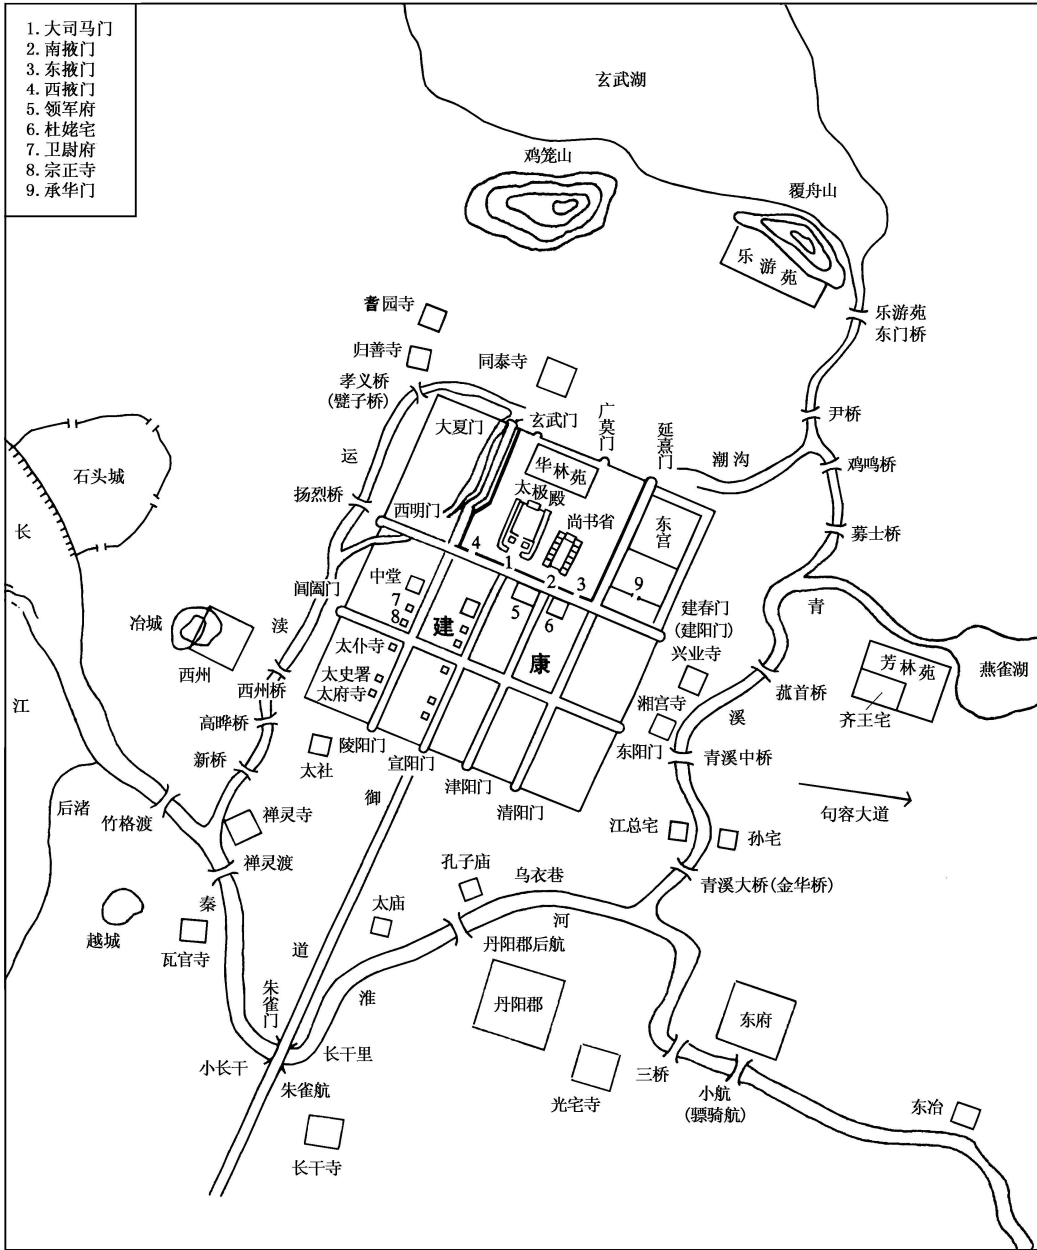 1. 大司马门
2. 南掖门
3. 东掖门
4. 西掖门
5. 领军府
6. 杜姥宅
7. 卫尉府
8. 宗正寺
9. 承华门
玄武湖
鸡笼山
覆舟山
乐游苑
乐游苑
东门桥
耆园寺
归善寺
同泰寺
孝义桥
(甓子桥)
大夏门
玄武门
广莫门
延熹门
潮沟
尹桥
鸡鸣桥
运
华林苑
太极殿
尚书省
东宫
石头城
扬烈桥
西明门
募士桥
长
4
1
2
3
9
中堂
7
8
5
6
阊阖门
建春门
(建阳门)
青
冶城
渎
建
康
太仆寺
兴业寺
芳林苑
燕雀湖
西州
太史署
太府寺
西州桥
湘宫寺
溪
菰首桥
齐王宅
江
高晔桥
陵阳门
宣阳门
东阳门
青溪中桥
新桥
太社
津阳门
清阳门
御
后渚
竹格渡
禅灵寺
句容大道
江总宅
孙宅
禅灵渡
孔子庙
乌衣巷
青溪大桥(金华桥)
秦
越城
瓦官寺
太庙
河
丹阳郡后航
道
朱雀门
淮
丹阳郡
东府
小长干
长干里
朱雀航
三桥
光宅寺
小航
(骠骑航)
东冶
长干寺